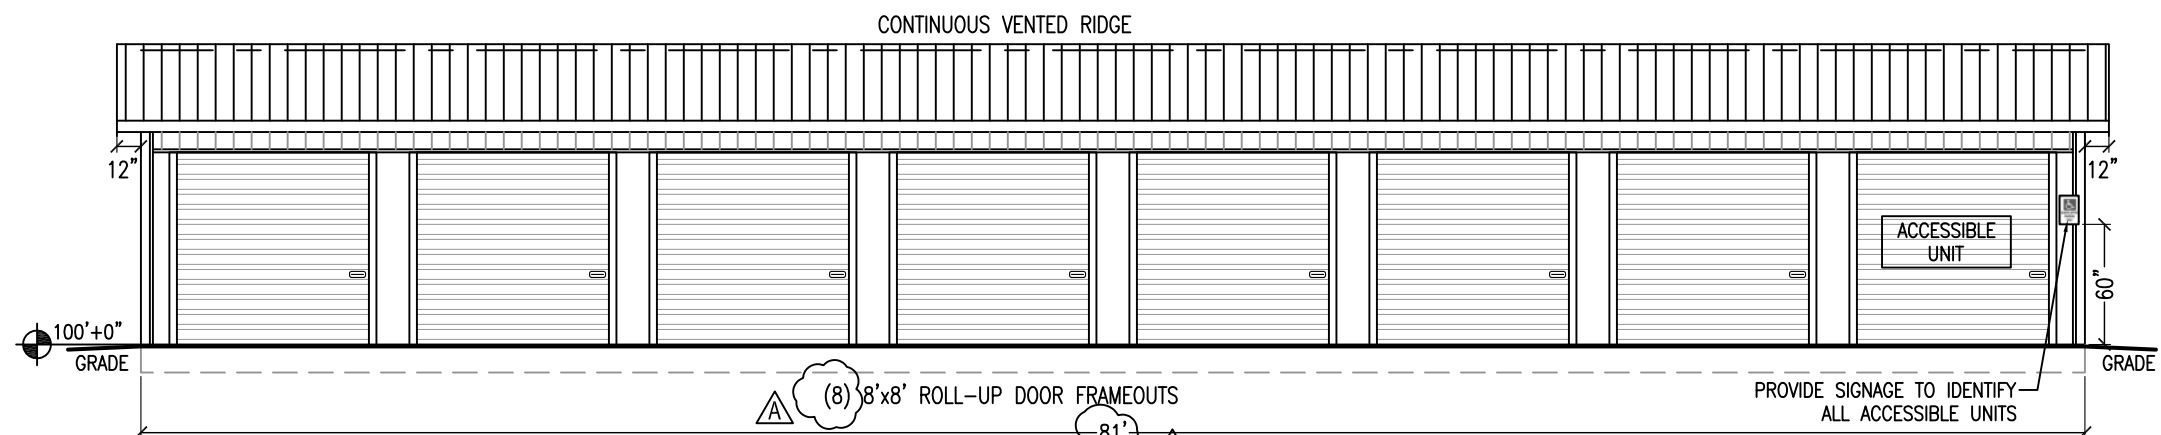 CONTINUOUS VENTED RIDGE
12"
12"
ACCESSIBLE
UNIT
60"
100'+0"
GRADE
GRADE
(8) 8'x8' ROLL-UP DOOR FRAMEOUTS
A
PROVIDE SIGNAGE TO IDENTIFY
ALL ACCESSIBLE UNITS
81'